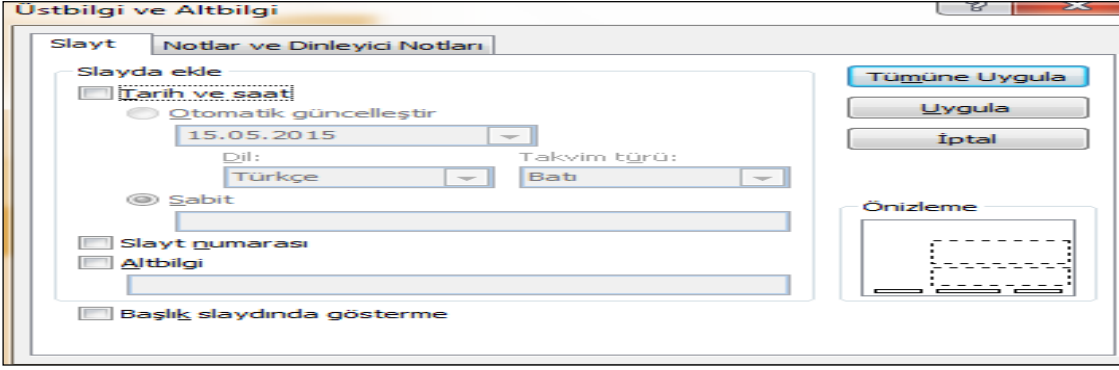 Üstbilgi ve Altbilgi
Slayt
Notlar ve Dinleyici Notları
Slayda ekle
Tarih ve saat
Otomatik güncelleştir
15.05.2015
Dil:
Takvim türü:
Türkçe
Batı
Sabit
Slayt numarası
Altbilgi
Başlık slaydında gösterme
Tümüne Uygula
Uygula
İptal
Önizleme